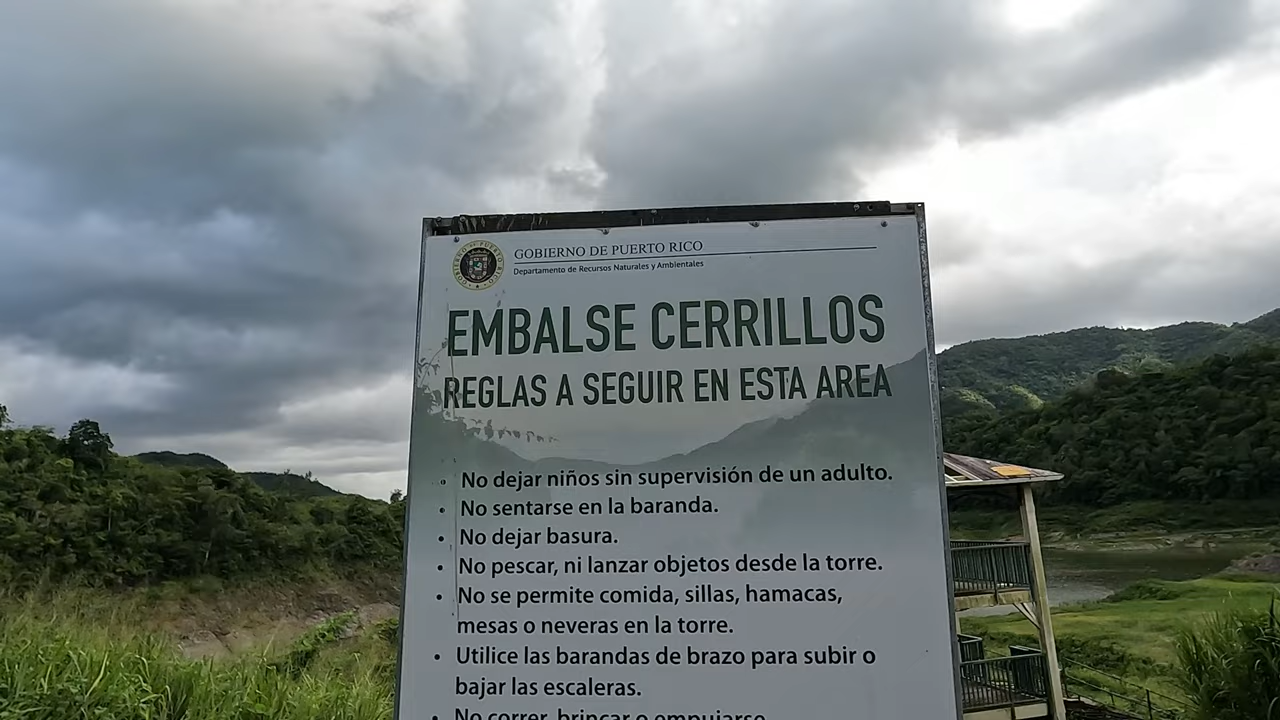 GOBIERNO DE PUERTO RICO
Departamento de Recursos Naturales y Ambientales
EMBALSE CERRILLOS
REGLAS A SEGUIR EN ESTA AREA
• No dejar niños sin supervisión de un adulto.
• No sentarse en la baranda.
• No dejar basura.
• No pescar, ni lanzar objetos desde la torre.
• No se permite comida, sillas, hamacas,
mesas o neveras en la torre.
• Utilice las barandas de brazo para subir o
bajar las escaleras.
• No correr, brincar o empujarse